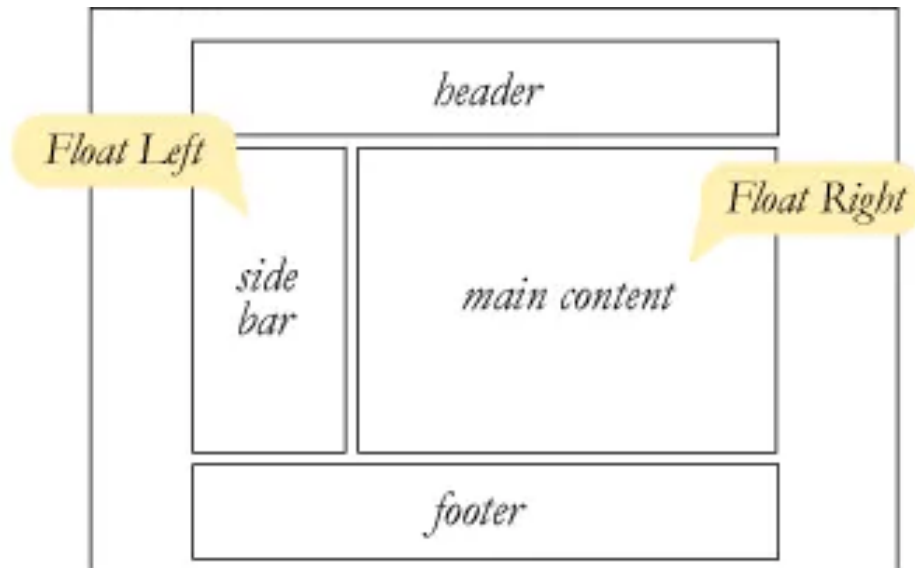 header
Float Left
Float Right
side
bar
main content
footer